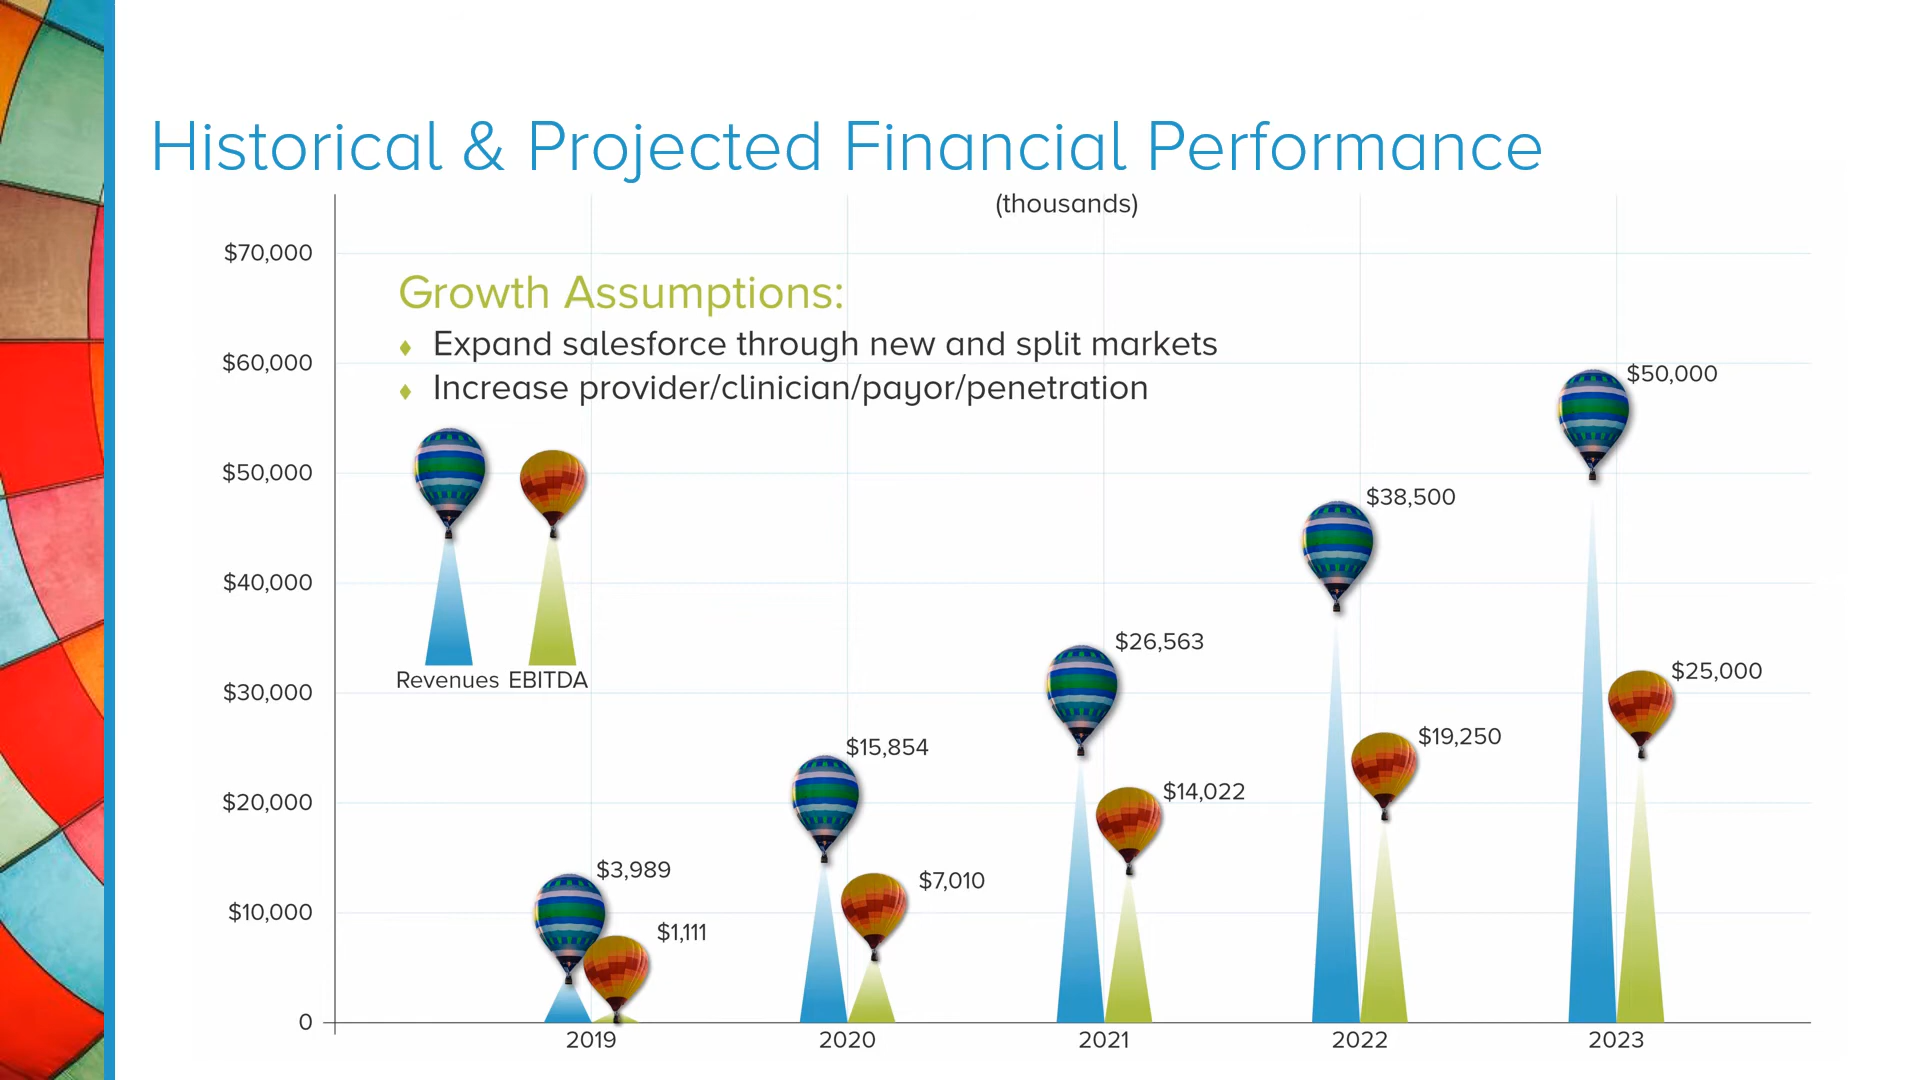 Historical & Projected Financial Performance
(thousands)
$70,000
$60,000
$50,000
$40,000
$30,000
$20,000
$10,000
0
Growth Assumptions:
♦ Expand salesforce through new and split markets
♦ Increase provider/clinician/payor/penetration
Revenues EBITDA
$3,989
$1,111
$15,854
$7,010
$26,563
$14,022
$38,500
$19,250
$50,000
$25,000
2019 2020 2021 2022 2023